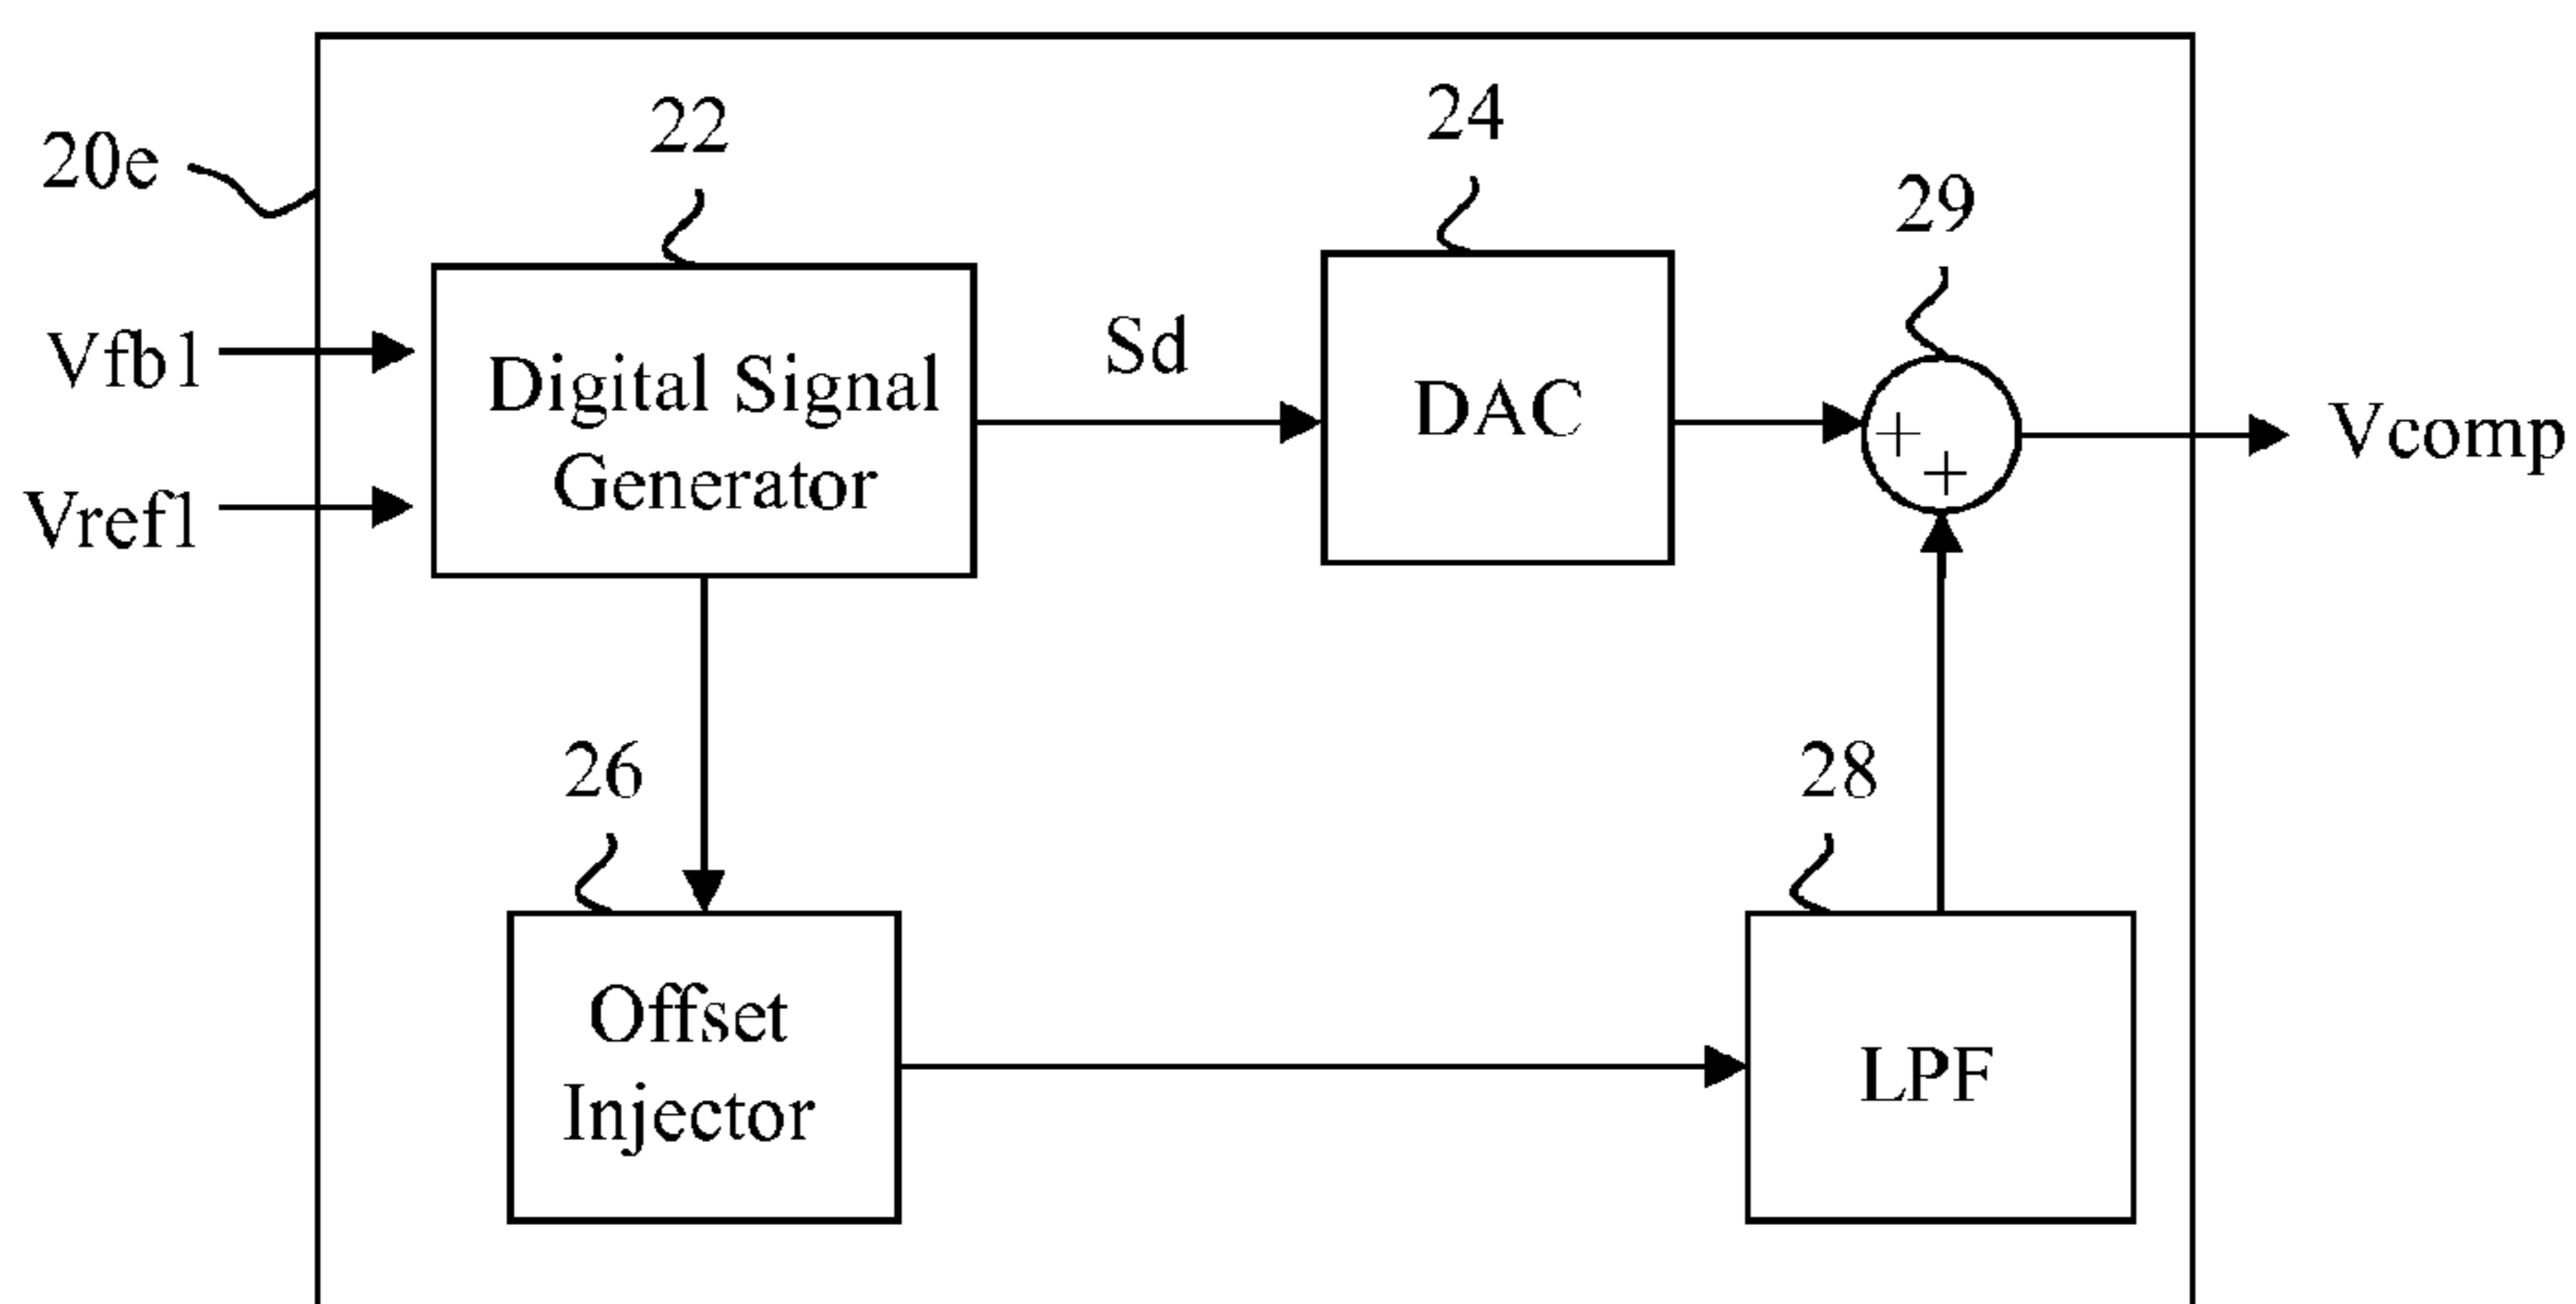 20e
22
24
29
Vfb1
Vref1
Digital Signal
Generator
Sd
DAC
+
+
Vcomp
26
28
Offset
Injector
LPF